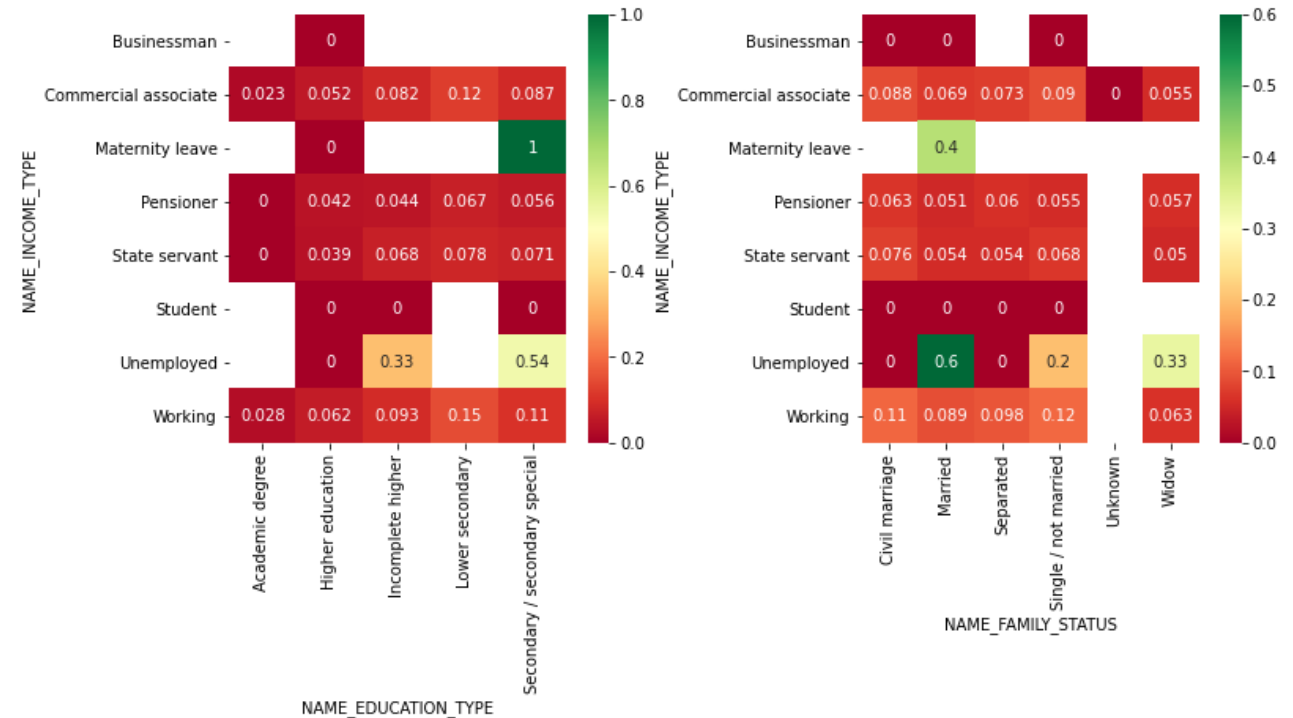 Businessman - 0
Commercial associate - 0.023 0.052 0.082 0.12 0.087
Maternity leave - 0 1
Pensioner - 0 0.042 0.044 0.067 0.056
State servant - 0 0.039 0.068 0.078 0.071
Student - 0 0 0
Unemployed - 0 0.33 0.54
Working - 0.028 0.062 0.093 0.15 0.11
NAME_INCOME_TYPE
Academic degree
Higher education
Incomplete higher
Lower secondary
Secondary / secondary special
NAME_EDUCATION_TYPE
1.0
0.8
0.6
0.4
0.2
0.0
Businessman - 0 0 0
Commercial associate - 0.088 0.069 0.073 0.09 0 0.055
Maternity leave - 0.4
Pensioner - 0.063 0.051 0.06 0.055 0.057
State servant - 0.076 0.054 0.054 0.068 0.05
Student - 0 0 0 0
Unemployed - 0 0.6 0 0.2 0.33
Working - 0.11 0.089 0.098 0.12 0.063
NAME_INCOME_TYPE
Civil marriage
Married
Separated
Single / not married
Unknown
Widow
NAME_FAMILY_STATUS
0.6
0.5
0.4
0.3
0.2
0.1
0.0